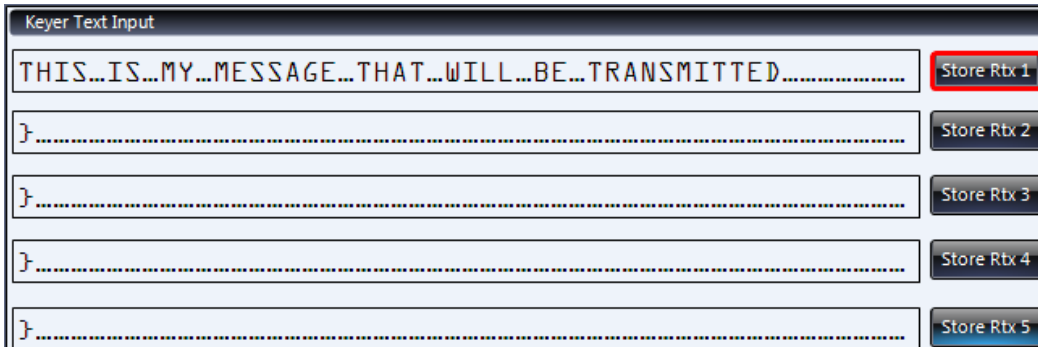 Keyer Text Input
THIS…IS…MY…MESSAGE…THAT…WILL…BE…TRANSMITTED…………………… Store Rtx 1
}……………………………………………………………………………………………………………… Store Rtx 2
}……………………………………………………………………………………………………………… Store Rtx 3
}……………………………………………………………………………………………………………… Store Rtx 4
}……………………………………………………………………………………………………………… Store Rtx 5